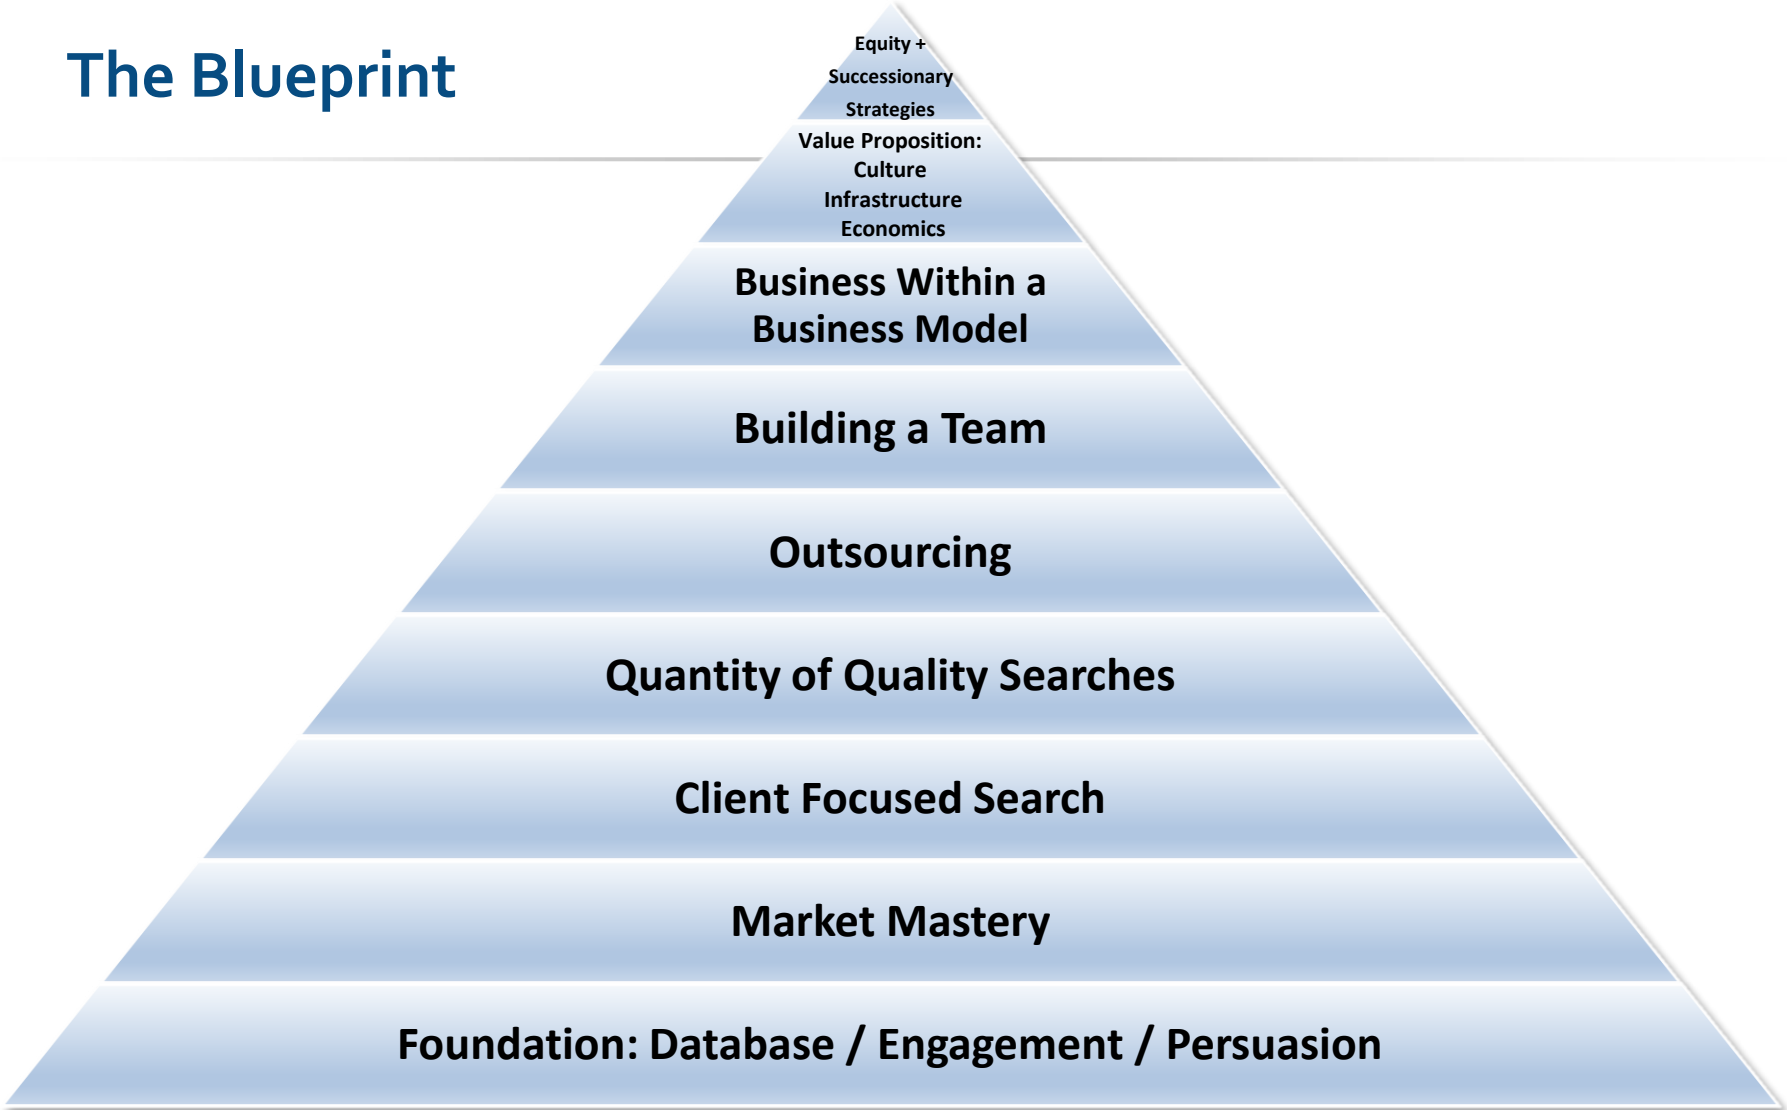 The Blueprint
Equity +
Successionary
Strategies
Value Proposition:
Culture
Infrastructure
Economics
Business Within a
Business Model
Building a Team
Outsourcing
Quantity of Quality Searches
Client Focused Search
Market Mastery
Foundation: Database / Engagement / Persuasion